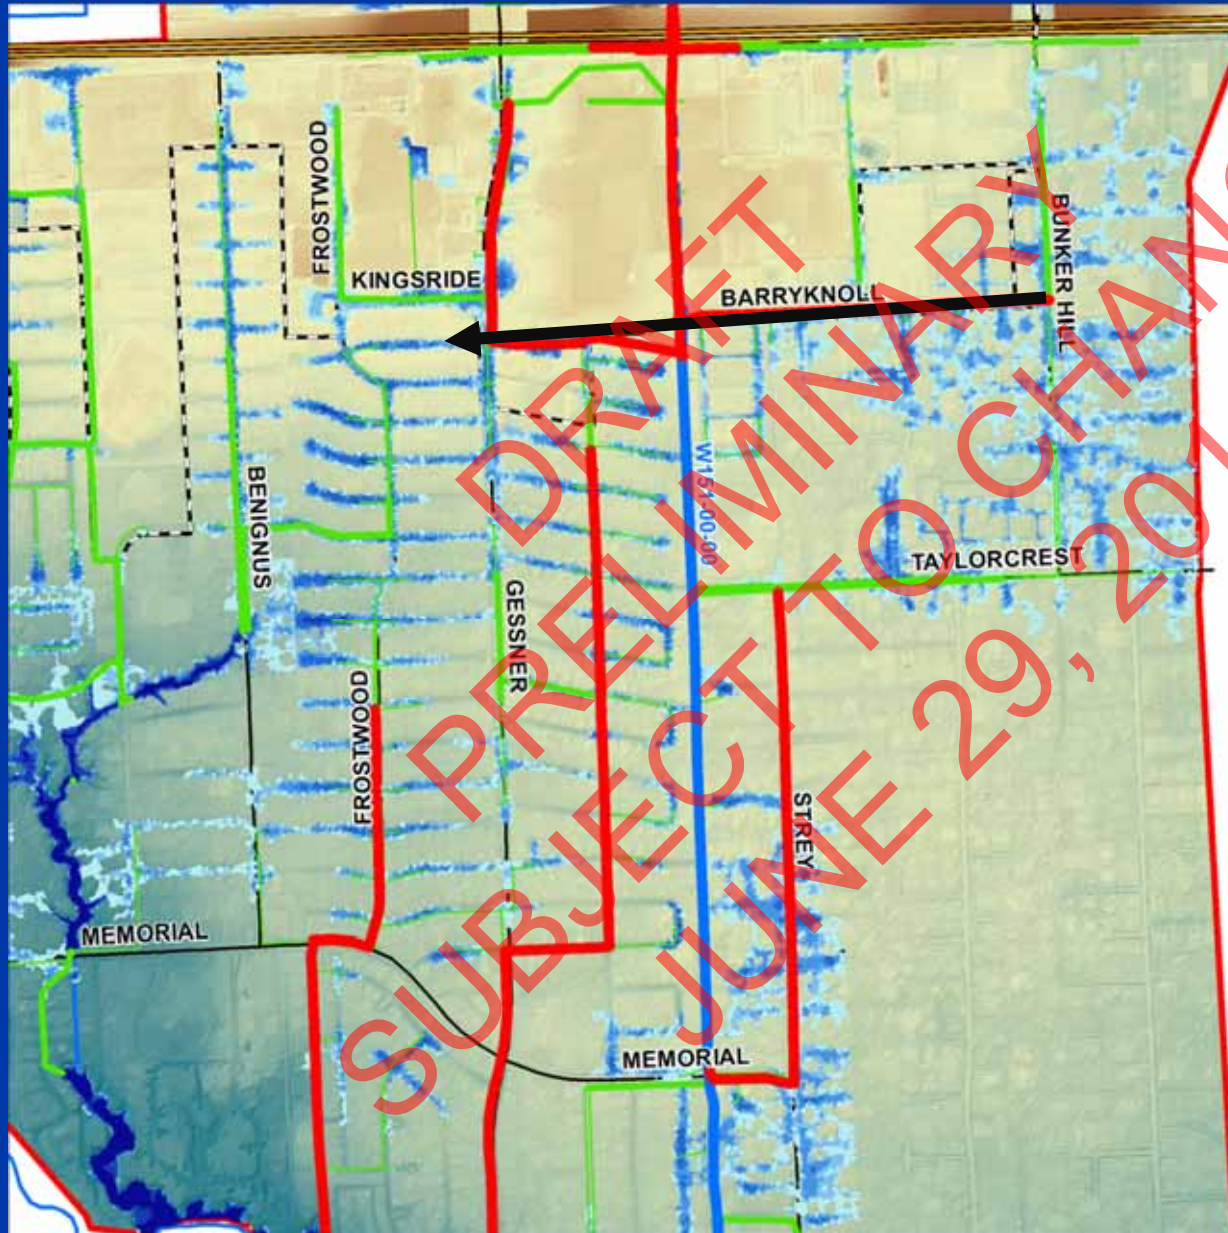 FROSTWOOD
KINGSRIDE
BARRYKNOLL
BUNKER HILL
BENIGNUS
W151-00-00
TAYLORCREST
GESSNER
FROSTWOOD
STREY
MEMORIAL
MEMORIAL
DRAFT
PRELIMINARY
SUBJECT TO CHANG
JUNE 29, 201